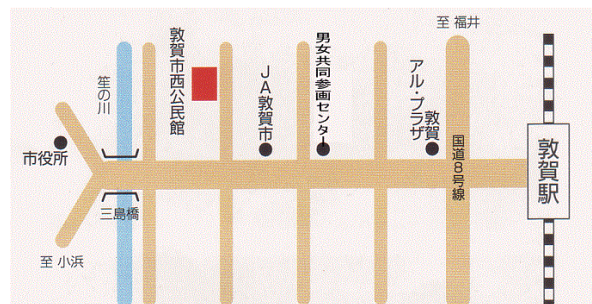 至 福井
敦賀市西公民館
男女共同参画センター
笙の川
JA敦賀市
アル・プラザ
敦賀
市役所
国道8号線
敦賀駅
三島橋
至 小浜